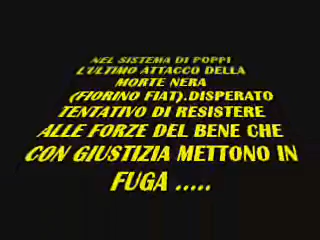 NEL SISTEMA DI POPPI
L'ULTIMO ATTACCO DELLA
MORTE NERA
(FIORINO FIAT).DISPERATO
TENTATIVO DI RESISTERE
ALLE FORZE DEL BENE CHE
CON GIUSTIZIA METTONO IN
FUGA .....